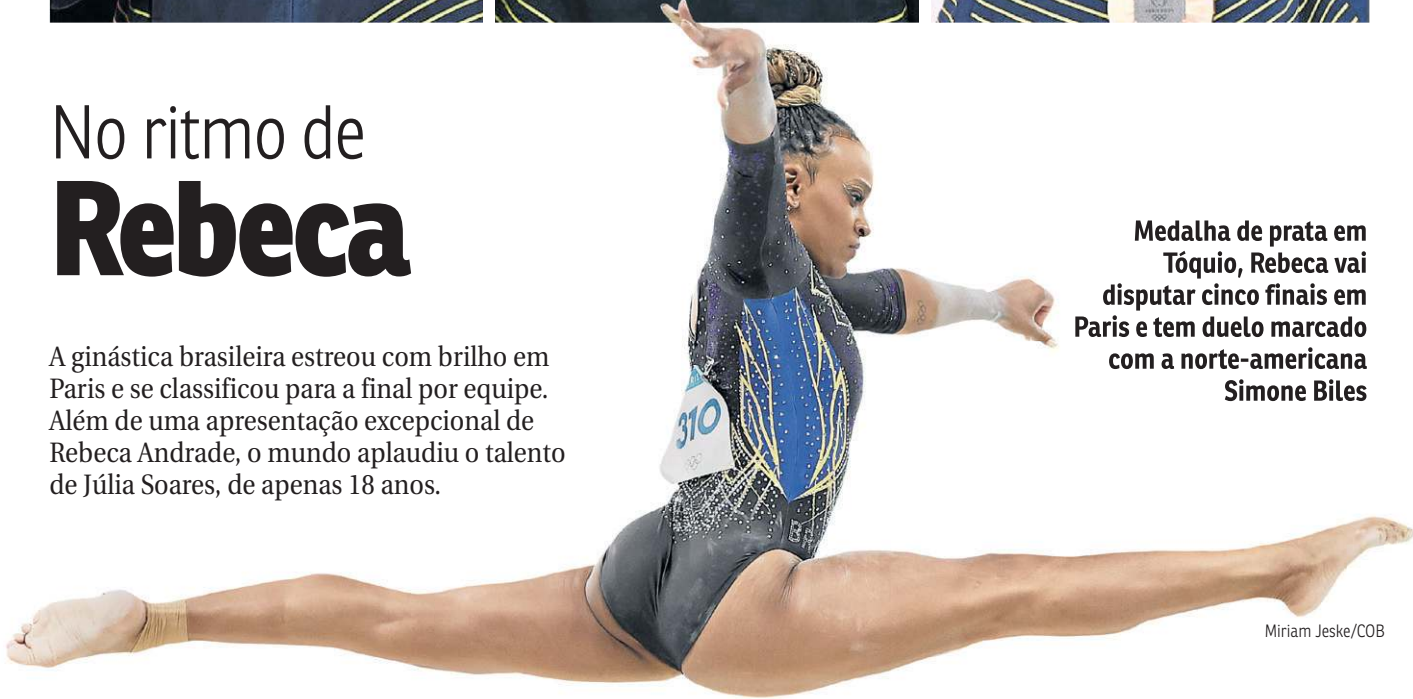 No ritmo de
Rebeca
A ginástica brasileira estreou com brilho em
Paris e se classificou para a final por equipe.
Além de uma apresentação excepcional de
Rebeca Andrade, o mundo aplaudiu o talento
de Júlia Soares, de apenas 18 anos.
Medalha de prata em
Tóquio, Rebeca vai
disputar cinco finais em
Paris e tem duelo marcado
com a norte-americana
Simone Biles
310
Miriam Jeske/COB